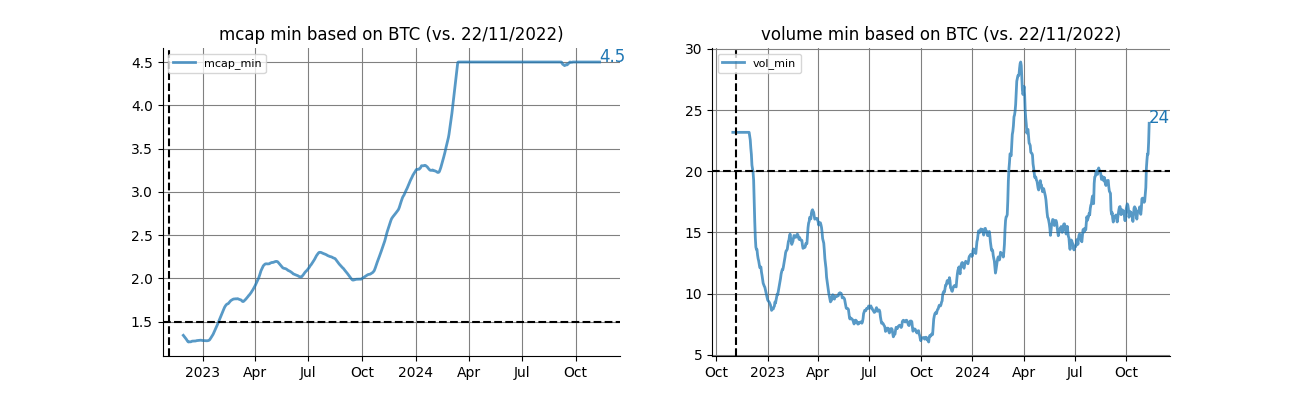 mcap min based on BTC (vs. 22/11/2022)
mcap_min
4.5
4.5
4.0
3.5
3.0
2.5
2.0
1.5
2023 Apr Jul Oct 2024 Apr Jul Oct
volume min based on BTC (vs. 22/11/2022)
vol_min
24
30
25
20
15
10
5
Oct 2023 Apr Jul Oct 2024 Apr Jul Oct